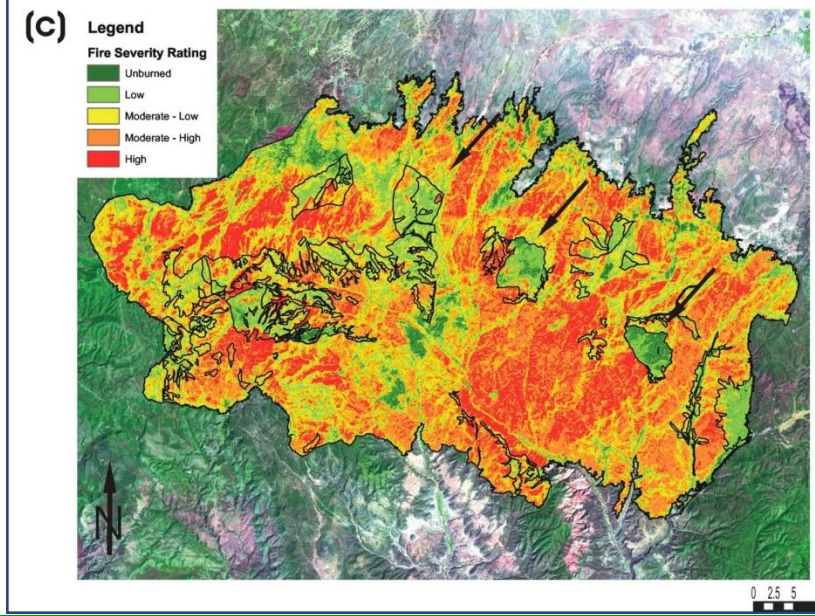 (c)
Legend
Fire Severity Rating
Unburned
Low
Moderate - Low
Moderate - High
High
N
0 2.5 5